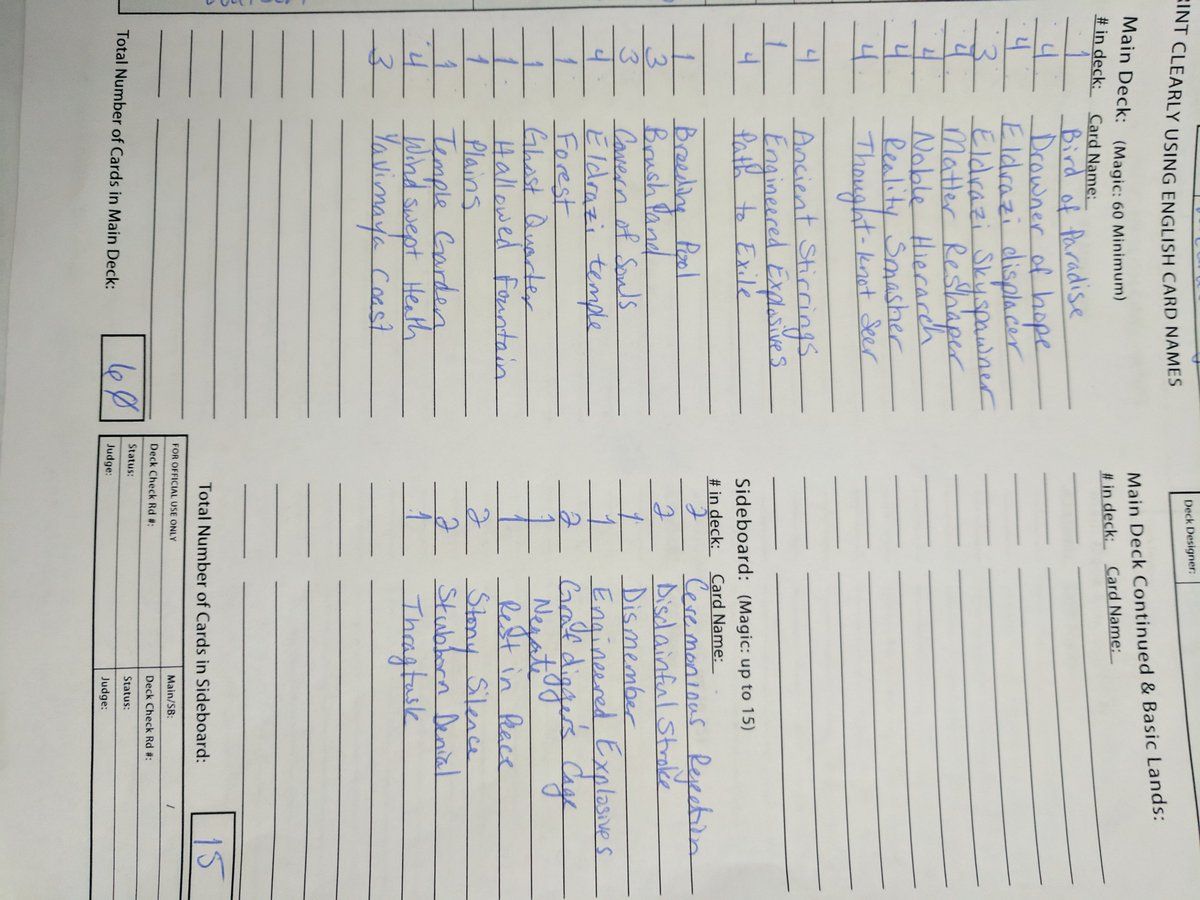 INT CLEARLY USING ENGLISH CARD NAMES
Main Deck: (Magic: 60 Minimum)
# in deck: Card Name:
1 Bird of Paradise
4 Drowner of hope
4 Eldrazi displacer
3 Eldrazi Skyspawner
4 Matter Reshaper
4 Noble Hiearch
4 Reality Smasher
4 Thought-knot Seer
4 Ancient Stirrings
1 Engineered Explosives
4 Path to Exile
1 Breeding Pool
3 Brushland
3 Cavern of Souls
4 Eldrazi temple
1 Forest
1 Ghost Quarter
1 Hallowed Fountain
1 Plains
1 Temple Garden
4 Wind swept Heath
3 Yavimaya Coast
Total Number of Cards in Main Deck: 60
Deck Designer:
Main Deck Continued & Basic Lands:
# in deck: Card Name:
Sideboard: (Magic: up to 15)
# in deck: Card Name:
2 Ceremonious Rejection
2 Disdainful Stroke
1 Dismember
1 Engineered Explosives
2 Grafdigger's Cage
1 Negate
1 Rest in Peace
2 Stony Silence
2 Stubborn Denial
1 Thragtusk
Total Number of Cards in Sideboard: 15
FOR OFFICIAL USE ONLY
Deck Check Rd #:
Status:
Judge:
Main/SB: /
Deck Check Rd #:
Status:
Judge: